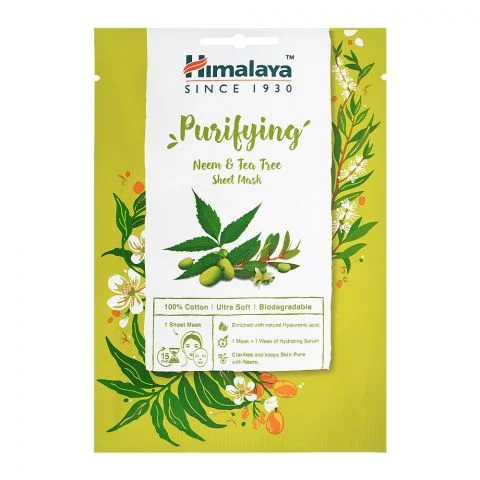 Himalaya™
SINCE 1930
Purifying
Neem & Tea Tree
Sheet Mask
100% Cotton | Ultra Soft | Biodegradable
1 Sheet Mask
15
Enriched with natural Hyaluronic acid.
1 Mask = 1 Week of Hydrating Serum
Clarifies and keeps Skin Pure
with Neem.